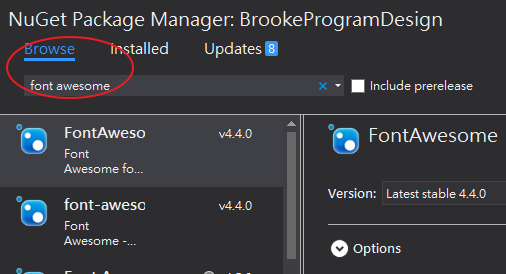 NuGet Package Manager: BrookeProgramDesign
Browse Installed Updates 8
font awesome Include prerelease
FontAweso v4.4.0
Font
Awesome fo...
font-aweso v4.4.0
Font
Awesome -...
FontAwesome
Version: Latest stable 4.4.0
Options